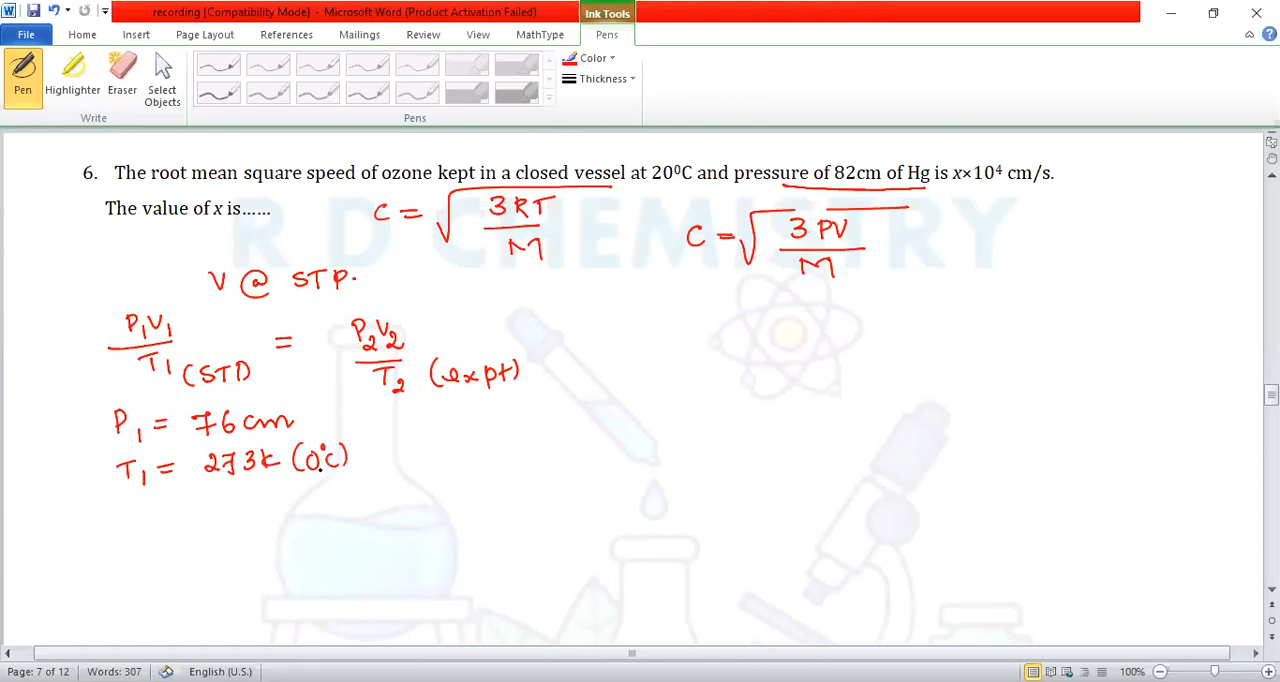 recording [Compatibility Mode] - Microsoft Word (Product Activation Failed)
Ink Tools
File Home Insert Page Layout References Mailings Review View MathType Pens
Pen Highlighter Eraser Select Objects
Color
Thickness
Write Pens
6. The root mean square speed of ozone kept in a closed vessel at 20⁰C and pressure of 82cm of Hg is x×10⁴ cm/s.
The value of x is......
C = √(3RT/M)
C = √(3PV/M)
R D CHEMISTRY
V @ STP.
P₁V₁/T₁ (STP) = P₂V₂/T₂ (expt)
P₁ = 76 cm
T₁ = 273K (0°C)
Page: 7 of 12 Words: 307 English (U.S.) 100%